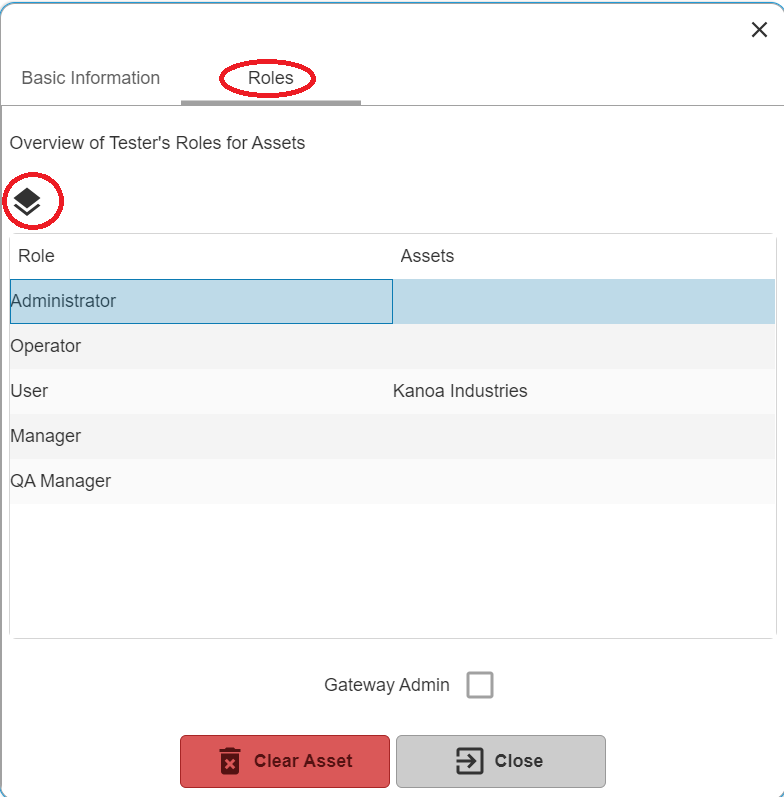 Basic Information Roles
Overview of Tester's Roles for Assets
Role Assets
Administrator
Operator
User Kanoa Industries
Manager
QA Manager
Gateway Admin
Clear Asset Close